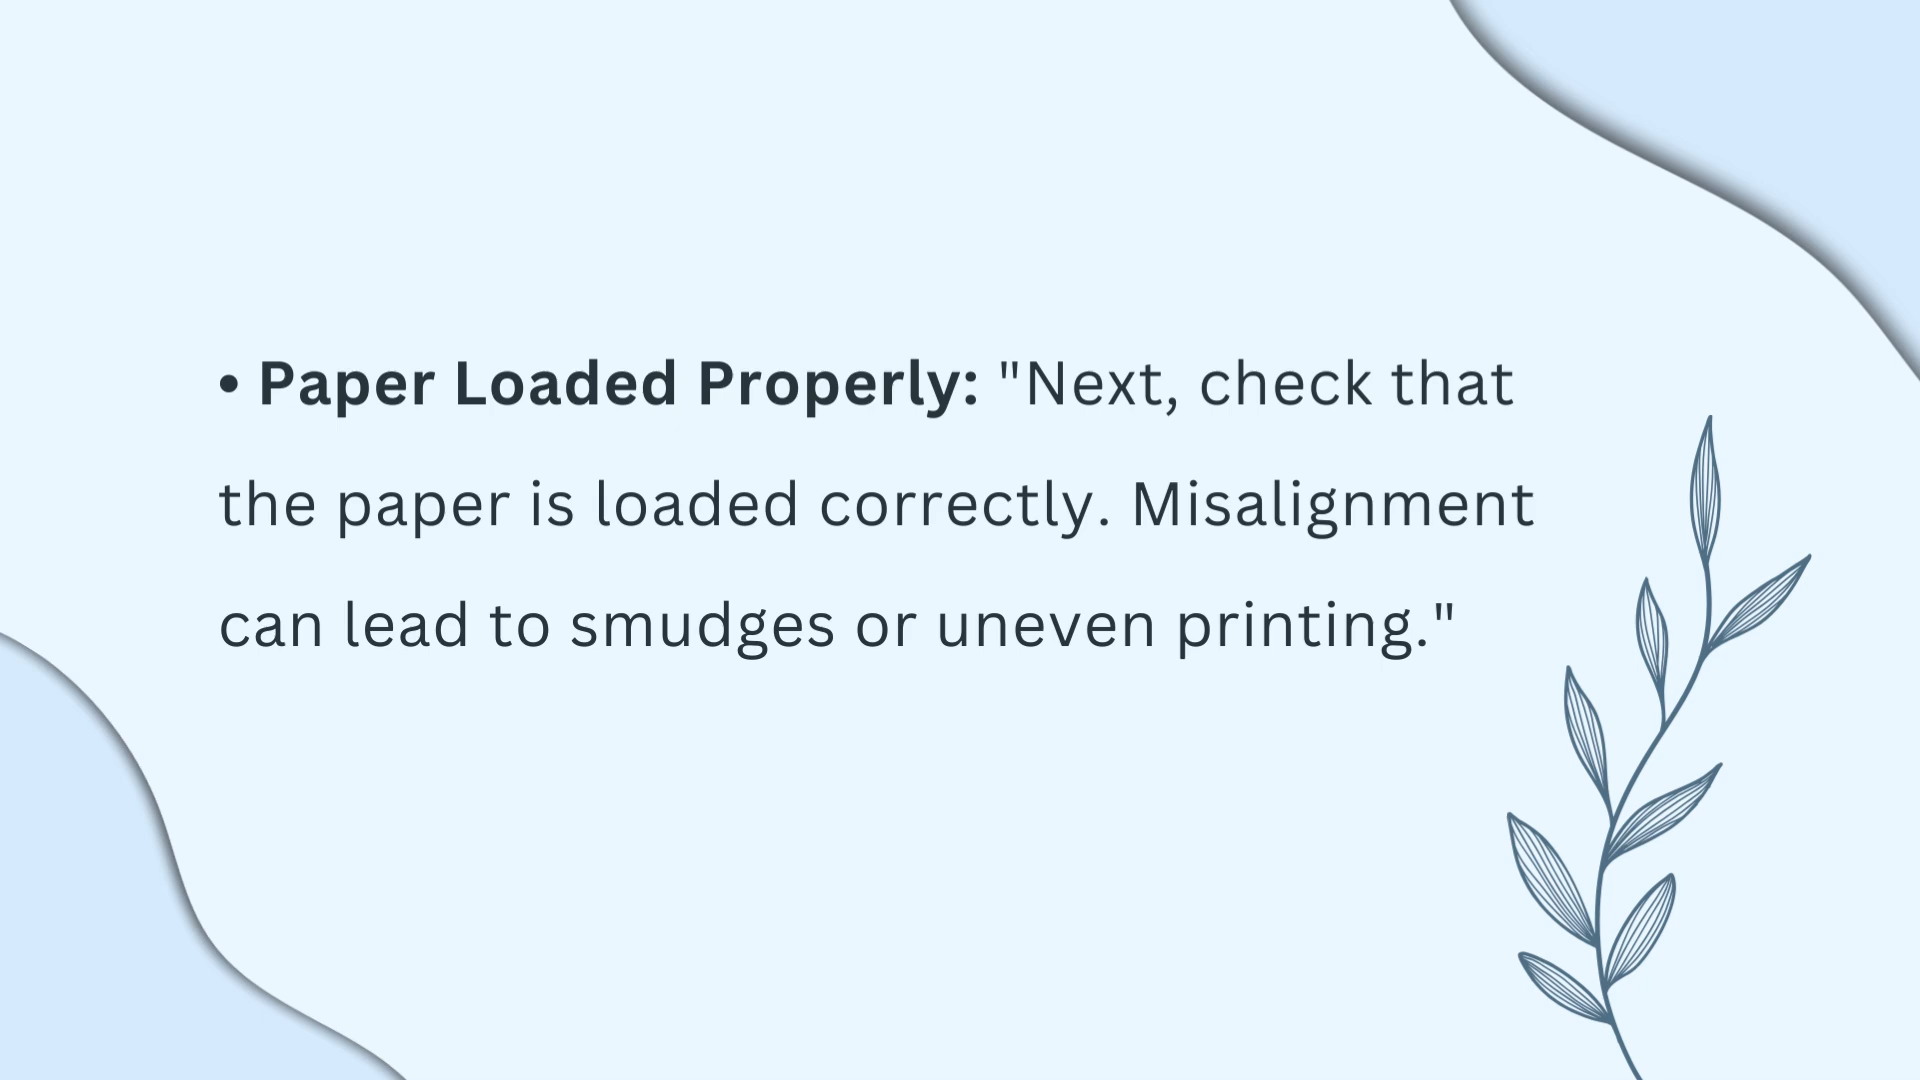 • Paper Loaded Properly: "Next, check that
the paper is loaded correctly. Misalignment
can lead to smudges or uneven printing."